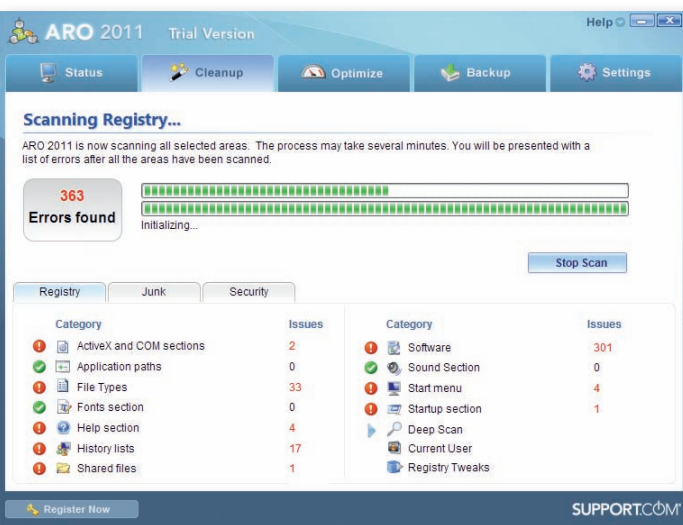 ARO 2011 Trial Version
Help
Status Cleanup Optimize Backup Settings
Scanning Registry...
ARO 2011 is now scanning all selected areas. The process may take several minutes. You will be presented with a
list of errors after all the areas have been scanned.
363
Errors found
Initializing...
Stop Scan
Registry Junk Security
Category Issues
ActiveX and COM sections 2
Application paths 0
File Types 33
Fonts section 0
Help section 4
History lists 17
Shared files 1
Category Issues
Software 301
Sound Section 0
Start menu 4
Startup section 1
Deep Scan
Current User
Registry Tweaks
Register Now
SUPPORT.COM